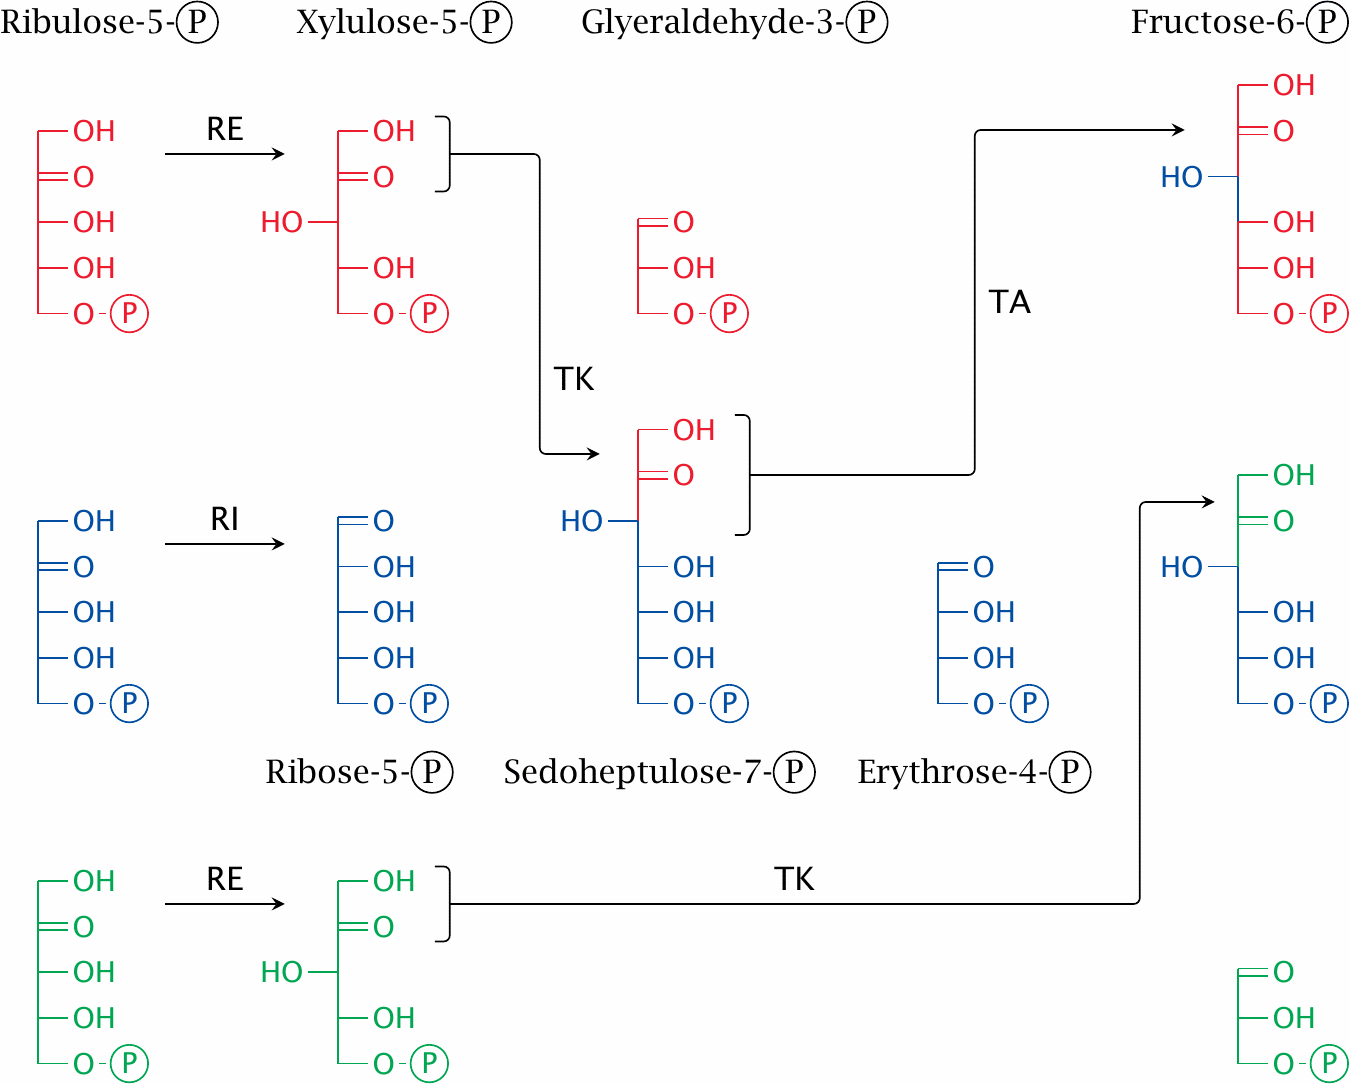 Ribulose-5-Ⓟ Xylulose-5-Ⓟ Glyeraldehyde-3-Ⓟ Fructose-6-Ⓟ
OH
OH RE OH
O
O O HO
OH HO O OH
OH OH OH OH
O-Ⓟ O-Ⓟ O-Ⓟ O-Ⓟ
TA
TK
OH
O OH
OH RI O HO O
O OH OH O HO
OH OH OH OH OH
OH OH OH OH OH
O-Ⓟ O-Ⓟ O-Ⓟ O-Ⓟ O-Ⓟ
Ribose-5-Ⓟ Sedoheptulose-7-Ⓟ Erythrose-4-Ⓟ
OH RE OH TK
O O
OH HO O
OH OH OH
O-Ⓟ O-Ⓟ O-Ⓟ